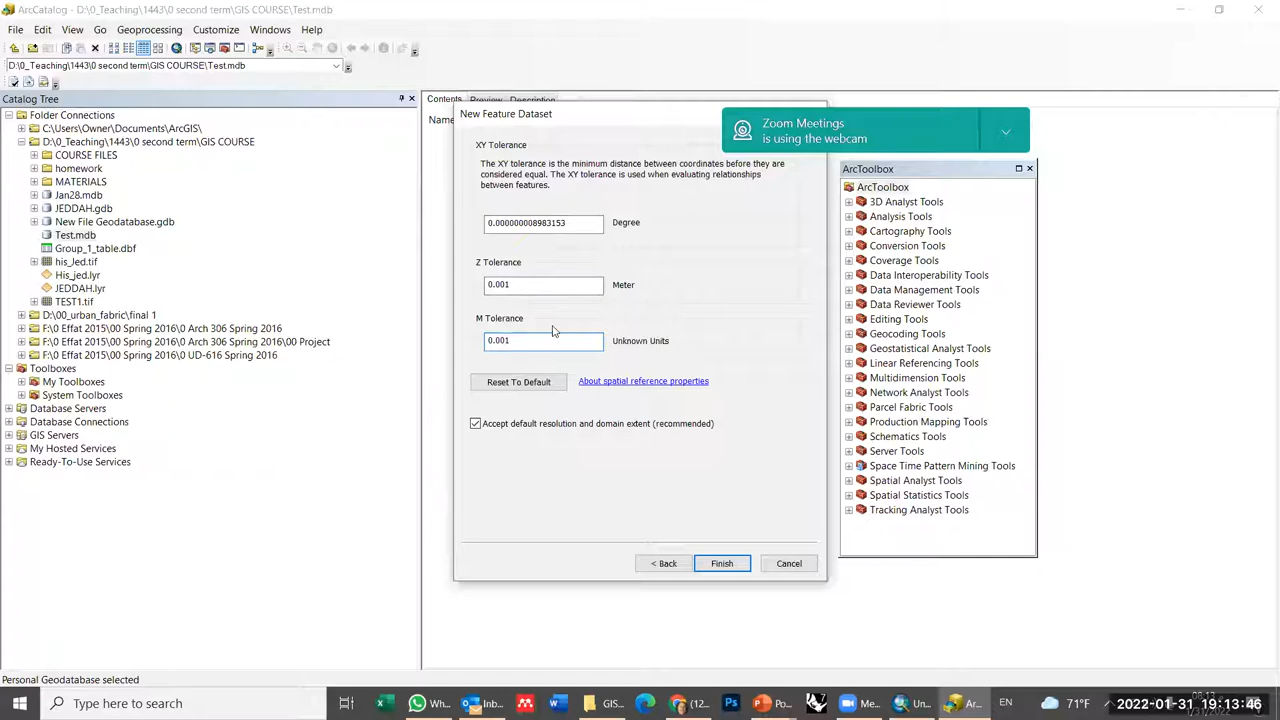 ArcCatalog - D:\0_Teaching\1443\0 second term\GIS COURSE\Test.mdb
File Edit View Go Geoprocessing Customize Windows Help
D:\0_Teaching\1443\0 second term\GIS COURSE\Test.mdb
Catalog Tree
Folder Connections
C:\Users\Owner\Documents\ArcGIS\
D:\0_Teaching\1443\0 second term\GIS COURSE
COURSE FILES
homework
MATERIALS
Jan28.mdb
JEDDAH.gdb
New File Geodatabase.gdb
Test.mdb
Group_1_table.dbf
his_Jed.tif
His_jed.lyr
JEDDAH.lyr
TEST1.tif
D:\00_urban_fabric\final 1
F:\0 Effat 2015\00 Spring 2016\0 Arch 306 Spring 2016
F:\0 Effat 2015\00 Spring 2016\0 Arch 306 Spring 2016\00 Project
F:\0 Effat 2015\00 Spring 2016\0 UD-616 Spring 2016
Toolboxes
My Toolboxes
System Toolboxes
Database Servers
Database Connections
GIS Servers
My Hosted Services
Ready-To-Use Services
Contents Preview Description
New Feature Dataset
XY Tolerance
The XY tolerance is the minimum distance between coordinates before they are
considered equal. The XY tolerance is used when evaluating relationships
between features.
0.000000008983153 Degree
Z Tolerance
0.001 Meter
M Tolerance
0.001 Unknown Units
Reset To Default About spatial reference properties
Accept default resolution and domain extent (recommended)
< Back Finish Cancel
Zoom Meetings
is using the webcam
ArcToolbox
ArcToolbox
3D Analyst Tools
Analysis Tools
Cartography Tools
Conversion Tools
Coverage Tools
Data Interoperability Tools
Data Management Tools
Data Reviewer Tools
Editing Tools
Geocoding Tools
Geostatistical Analyst Tools
Linear Referencing Tools
Multidimension Tools
Network Analyst Tools
Parcel Fabric Tools
Production Mapping Tools
Schematics Tools
Server Tools
Space Time Pattern Mining Tools
Spatial Analyst Tools
Spatial Statistics Tools
Tracking Analyst Tools
Personal Geodatabase selected
Type here to search
Wh... Inb... GIS... (12... Po... Me... Un... Ar... EN 71°F
2022-01-31 19:13:46